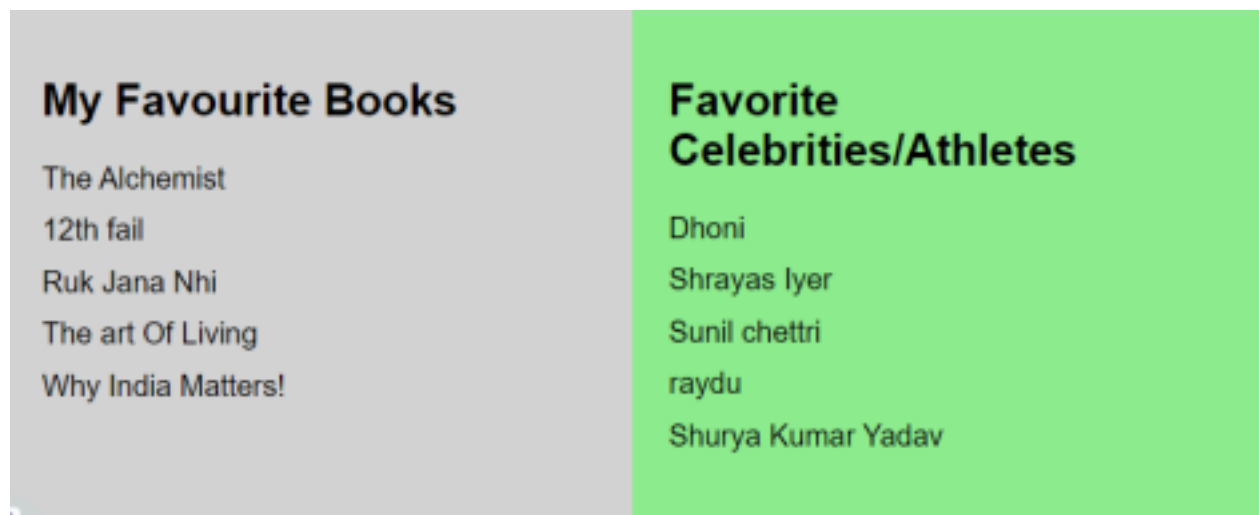 My Favourite Books
The Alchemist
12th fail
Ruk Jana Nhi
The art Of Living
Why India Matters!
Favorite
Celebrities/Athletes
Dhoni
Shrayas Iyer
Sunil chettri
raydu
Shurya Kumar Yadav